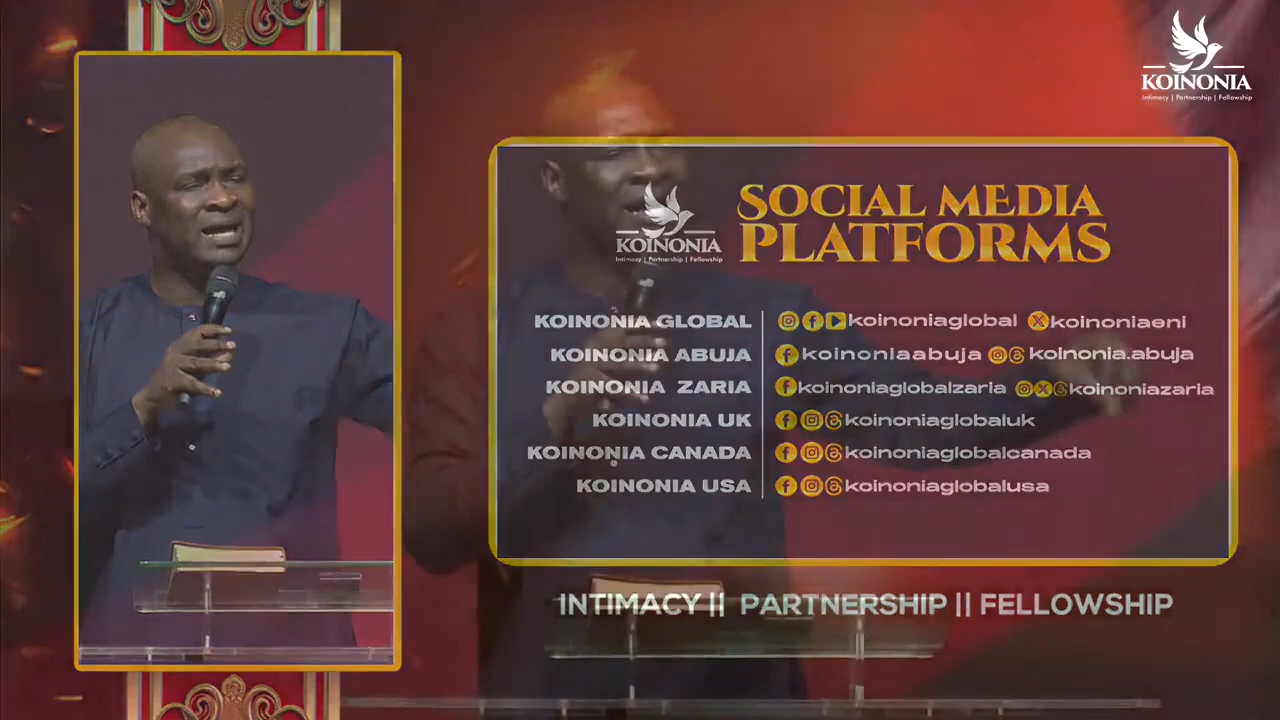 KOINONIA
Intimacy | Partnership | Fellowship
KOINONIA
Intimacy | Partnership | Fellowship
SOCIAL MEDIA
PLATFORMS
KOINONIA GLOBAL koinoniaglobal koinoniaeni
KOINONIA ABUJA koinoniaabuja koinonia.abuja
KOINONIA ZARIA koinoniaglobalzaria koinoniazaria
KOINONIA UK koinoniaglobaluk
KOINONIA CANADA koinoniaglobalcanada
KOINONIA USA koinoniaglobalusa
INTIMACY || PARTNERSHIP || FELLOWSHIP